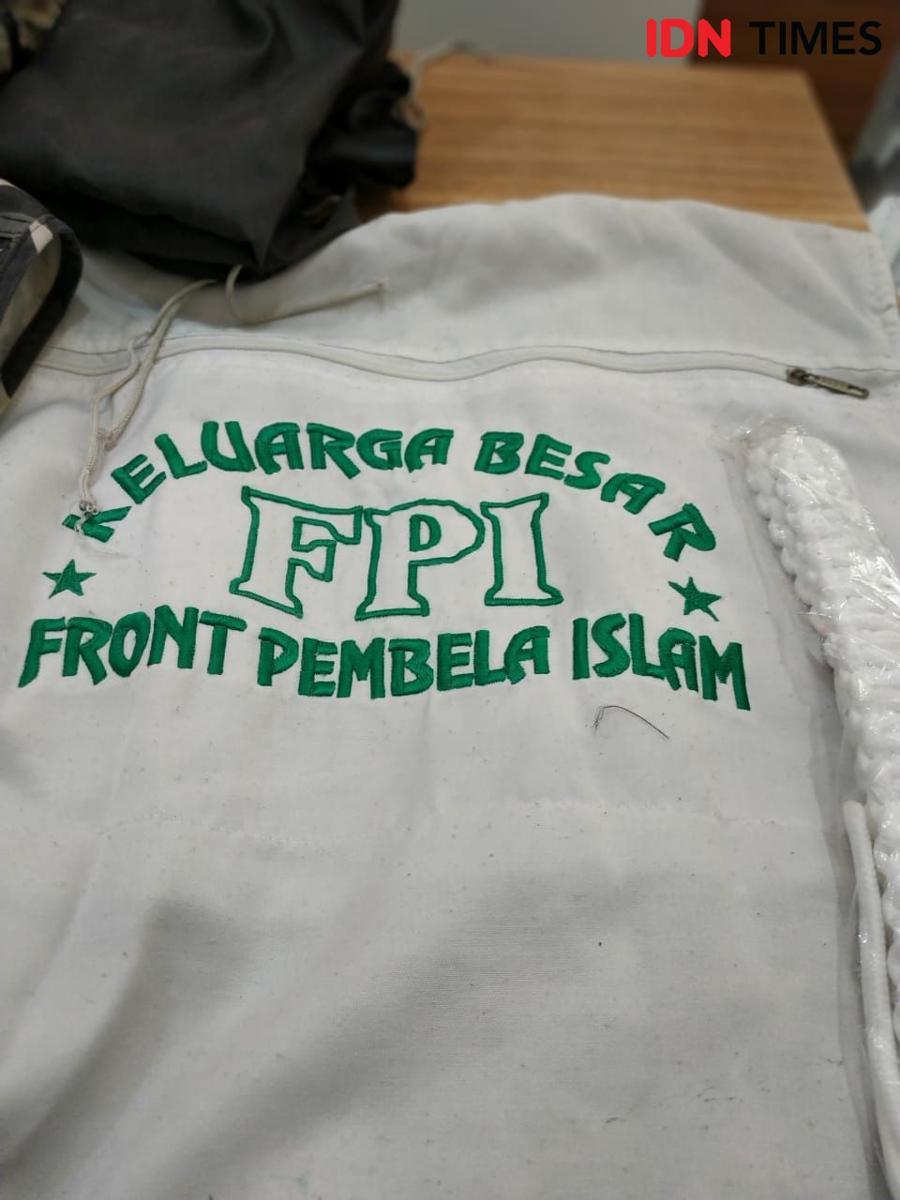 IDN TIMES
KELUARGA BESAR
FPI
FRONT PEMBELA ISLAM